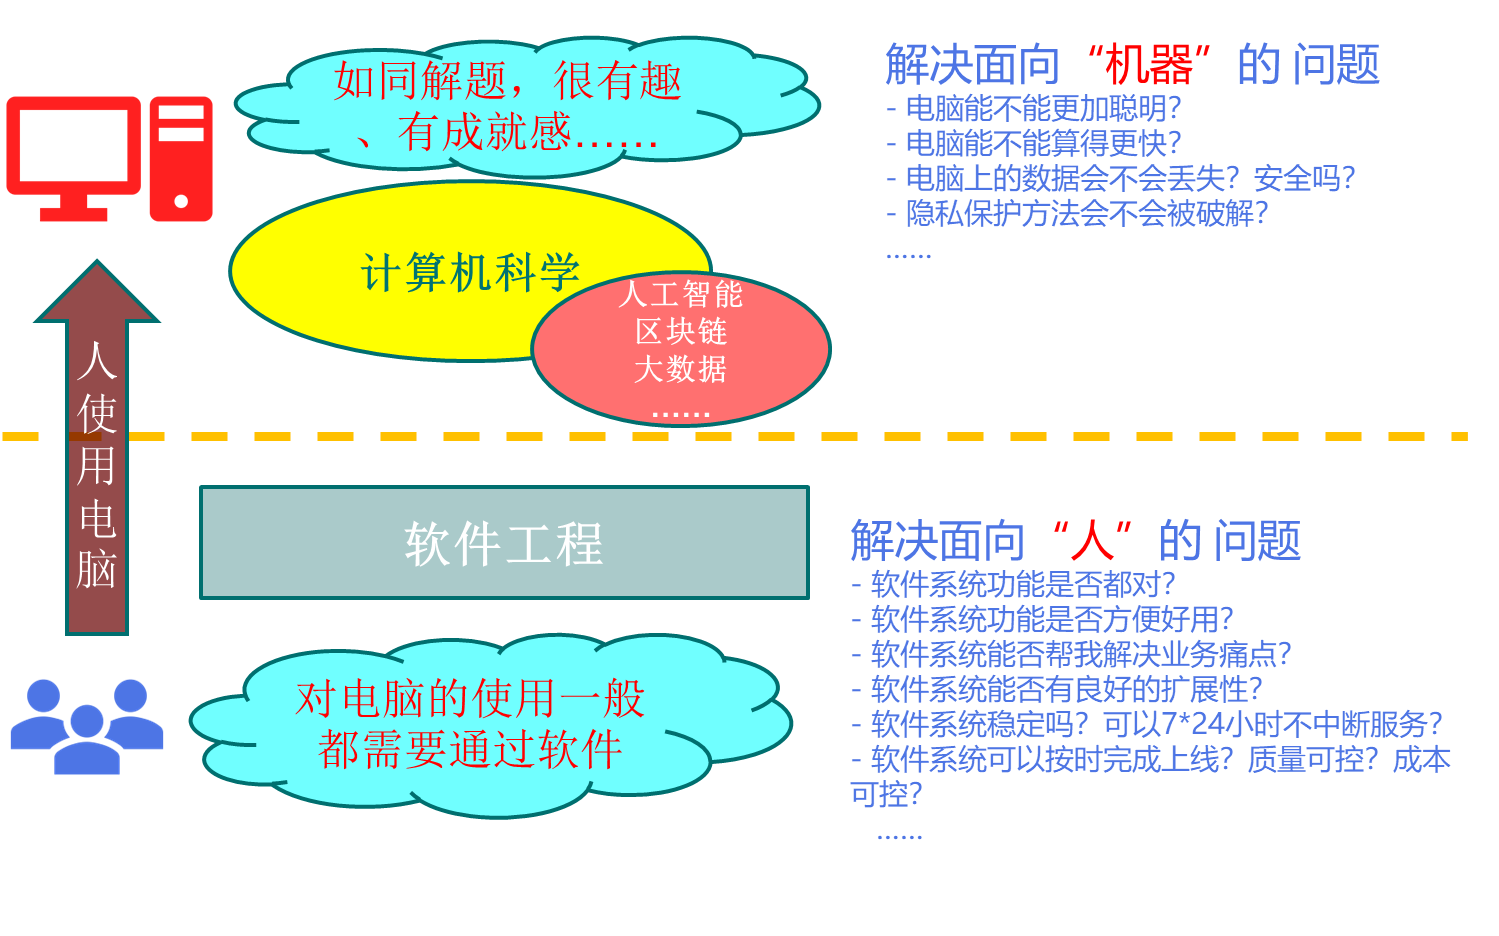 如同解题，很有趣
、有成就感……
计算机科学
人工智能
区块链
大数据
……
解决面向“机器”的 问题
- 电脑能不能更加聪明？
- 电脑能不能算得更快？
- 电脑上的数据会不会丢失？安全吗？
- 隐私保护方法会不会被破解？
……
人
使
用
电
脑
软件工程
对电脑的使用一般
都需要通过软件
解决面向“人”的 问题
- 软件系统功能是否都对？
- 软件系统功能是否方便好用？
- 软件系统能否帮我解决业务痛点？
- 软件系统能否有良好的扩展性？
- 软件系统稳定吗？可以7*24小时不中断服务？
- 软件系统可以按时完成上线？质量可控？成本
可控？
……